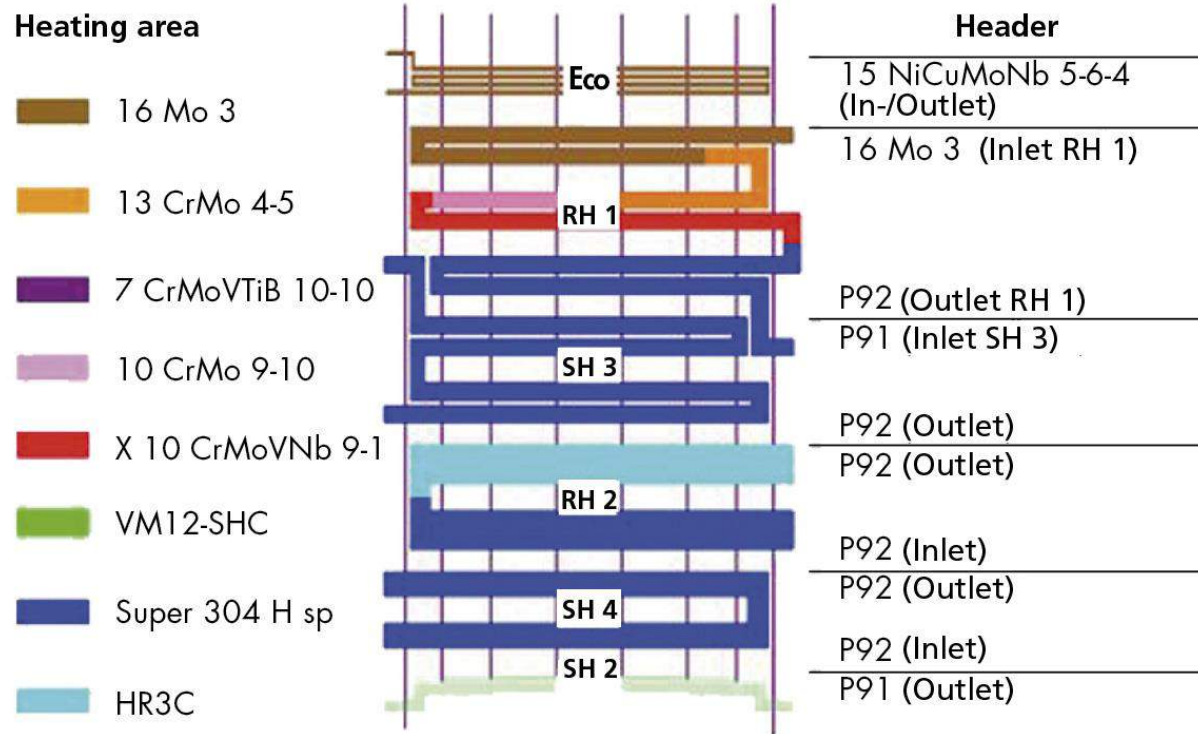 Heating area
16 Mo 3
13 CrMo 4-5
7 CrMoVTiB 10-10
10 CrMo 9-10
X 10 CrMoVNb 9-1
VM12-SHC
Super 304 H sp
HR3C
Eco
RH 1
SH 3
RH 2
SH 4
SH 2
Header
15 NiCuMoNb 5-6-4
(In-/Outlet)
16 Mo 3 (Inlet RH 1)
P92 (Outlet RH 1)
P91 (Inlet SH 3)
P92 (Outlet)
P92 (Outlet)
P92 (Inlet)
P92 (Outlet)
P92 (Inlet)
P91 (Outlet)